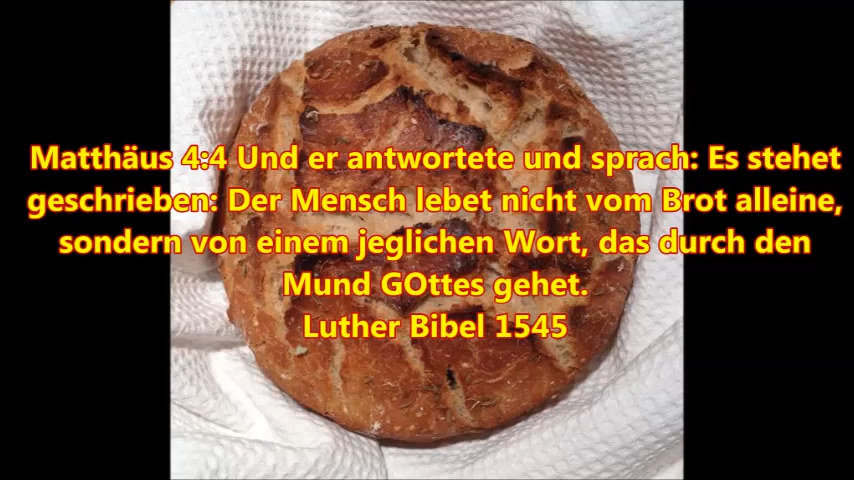 Matthäus 4:4 Und er antwortete und sprach: Es stehet
geschrieben: Der Mensch lebet nicht vom Brot alleine,
sondern von einem jeglichen Wort, das durch den
Mund GOttes gehet.
Luther Bibel 1545